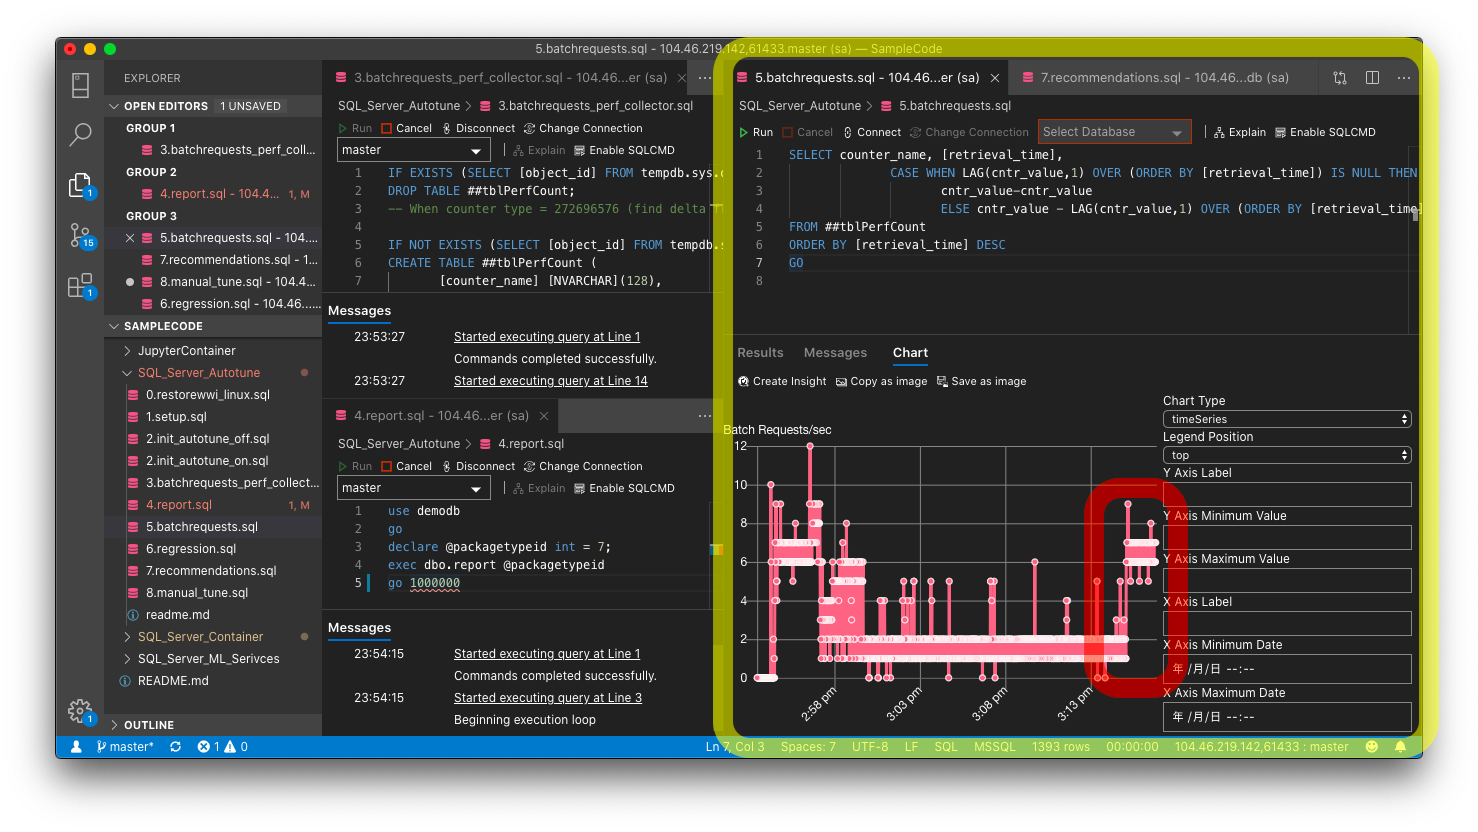 5.batchrequests.sql - 104.46.219.142,61433.master (sa) — SampleCode
EXPLORER
OPEN EDITORS 1 UNSAVED
GROUP 1
3.batchrequests_perf_coll...
GROUP 2
4.report.sql - 104.4... 1, M
GROUP 3
5.batchrequests.sql - 104....
7.recommendations.sql - 1...
8.manual_tune.sql - 104.4...
6.regression.sql - 104.46......
SAMPLECODE
JupyterContainer
SQL_Server_Autotune
0.restorewwi_linux.sql
1.setup.sql
2.init_autotune_off.sql
2.init_autotune_on.sql
3.batchrequests_perf_collect...
4.report.sql 1, M
5.batchrequests.sql
6.regression.sql
7.recommendations.sql
8.manual_tune.sql
readme.md
SQL_Server_Container
SQL_Server_ML_Serivces
README.md
OUTLINE
1
15
1
1
3.batchrequests_perf_collector.sql - 104.46...er (sa)
SQL_Server_Autotune > 3.batchrequests_perf_collector.sql
Run Cancel Disconnect Change Connection
master Explain Enable SQLCMD
1 IF EXISTS (SELECT [object_id] FROM tempdb.sys.
2 DROP TABLE ##tblPerfCount;
3 -- When counter type = 272696576 (find delta
4
5 IF NOT EXISTS (SELECT [object_id] FROM tempdb.s
6 CREATE TABLE ##tblPerfCount (
7 [counter_name] [NVARCHAR](128),
Messages
23:53:27 Started executing query at Line 1
Commands completed successfully.
23:53:27 Started executing query at Line 14
4.report.sql - 104.46...er (sa)
SQL_Server_Autotune > 4.report.sql
Run Cancel Disconnect Change Connection
master Explain Enable SQLCMD
1 use demodb
2 go
3 declare @packagetypeid int = 7;
4 exec dbo.report @packagetypeid
5 go 1000000
Messages
23:54:15 Started executing query at Line 1
Commands completed successfully.
23:54:15 Started executing query at Line 3
Beginning execution loop
5.batchrequests.sql - 104.46...er (sa) 7.recommendations.sql - 104.46...db (sa)
SQL_Server_Autotune > 5.batchrequests.sql
Run Cancel Connect Change Connection Select Database Explain Enable SQLCMD
1 SELECT counter_name, [retrieval_time],
2 CASE WHEN LAG(cntr_value,1) OVER (ORDER BY [retrieval_time]) IS NULL THEN
3 cntr_value-cntr_value
4 ELSE cntr_value - LAG(cntr_value,1) OVER (ORDER BY [retrieval_time]
5 FROM ##tblPerfCount
6 ORDER BY [retrieval_time] DESC
7 GO
8
Results Messages Chart
Create Insight Copy as image Save as image
Batch Requests/sec
12
10
8
6
4
2
0
2:58 pm
3:03 pm
3:08 pm
3:13 pm
Chart Type
timeSeries
Legend Position
top
Y Axis Label
Y Axis Minimum Value
Y Axis Maximum Value
X Axis Label
X Axis Minimum Date
年 /月/日 --:--
X Axis Maximum Date
年 /月/日 --:--
master* 1 0 Ln 7, Col 3 Spaces: 7 UTF-8 LF SQL MSSQL 1393 rows 00:00:00 104.46.219.142,61433 : master